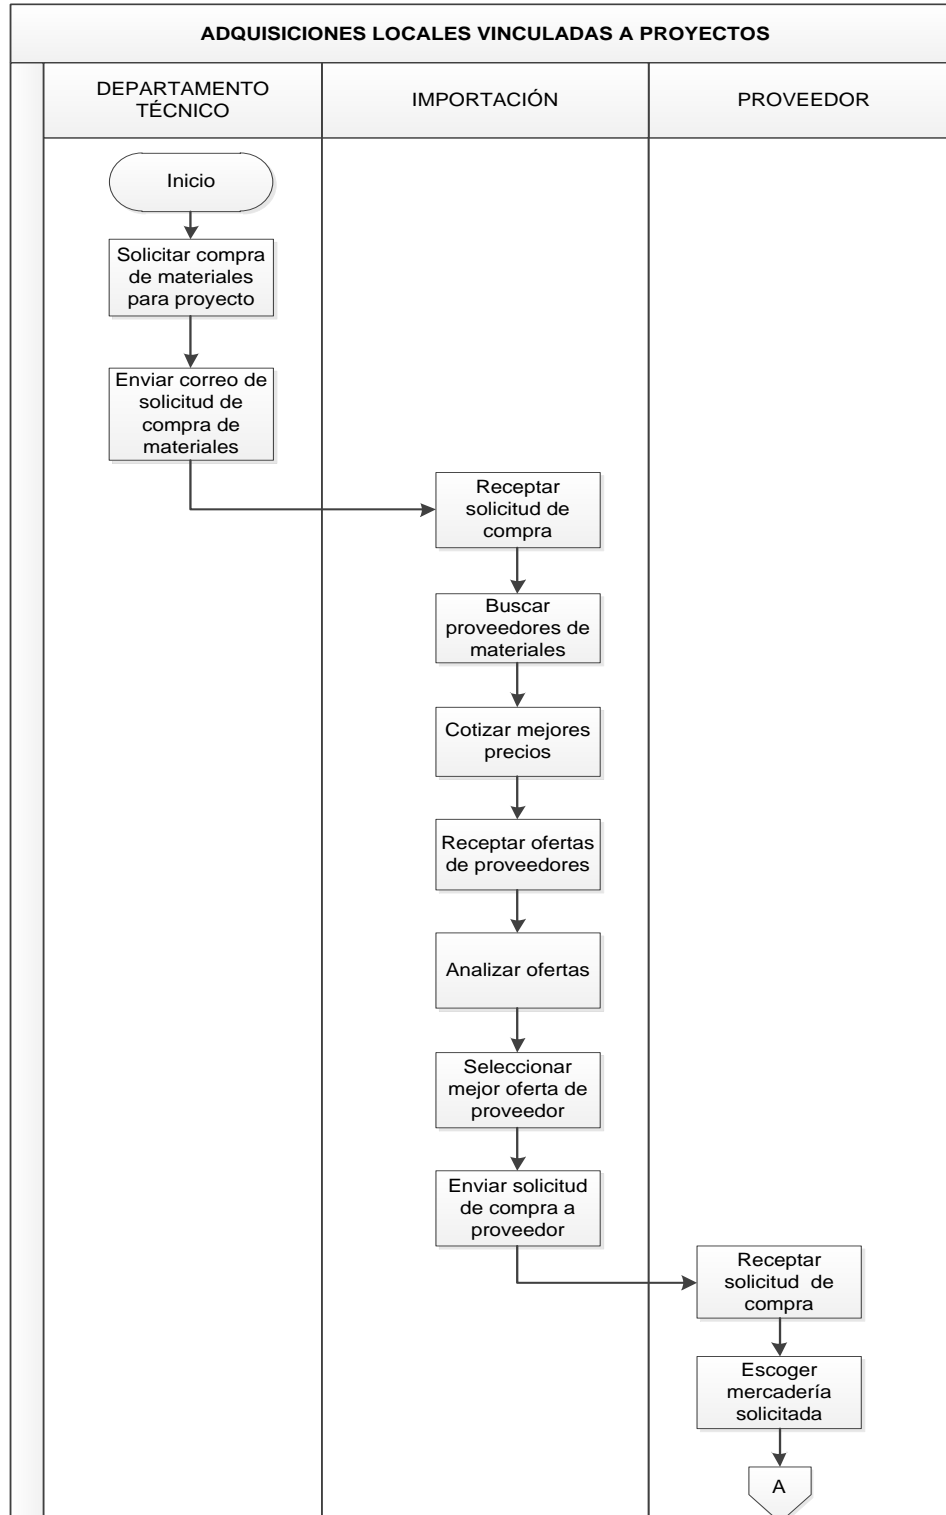 ADQUISICIONES LOCALES VINCULADAS A PROYECTOS
DEPARTAMENTO
TÉCNICO
IMPORTACIÓN
PROVEEDOR
Inicio
Solicitar compra
de materiales
para proyecto
Enviar correo de
solicitud de
compra de
materiales
Receptar
solicitud de
compra
Buscar
proveedores de
materiales
Cotizar mejores
precios
Receptar ofertas
de proveedores
Analizar ofertas
Seleccionar
mejor oferta de
proveedor
Enviar solicitud
de compra a
proveedor
Receptar
solicitud de
compra
Escoger
mercadería
solicitada
A